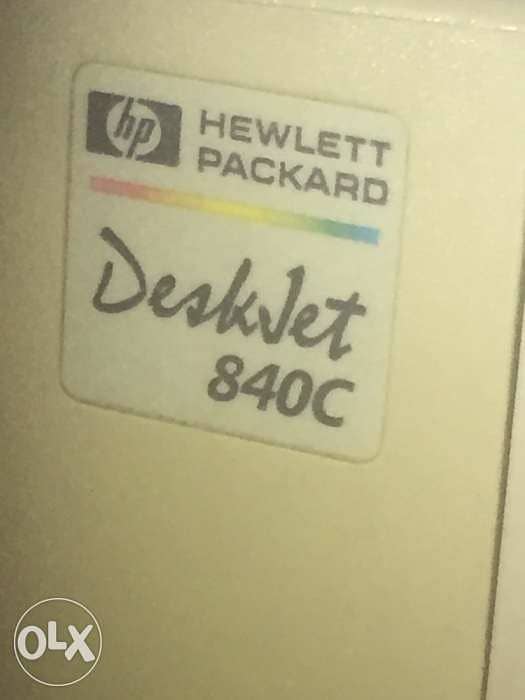 hp HEWLETT
PACKARD
DeskJet
840C
OLX